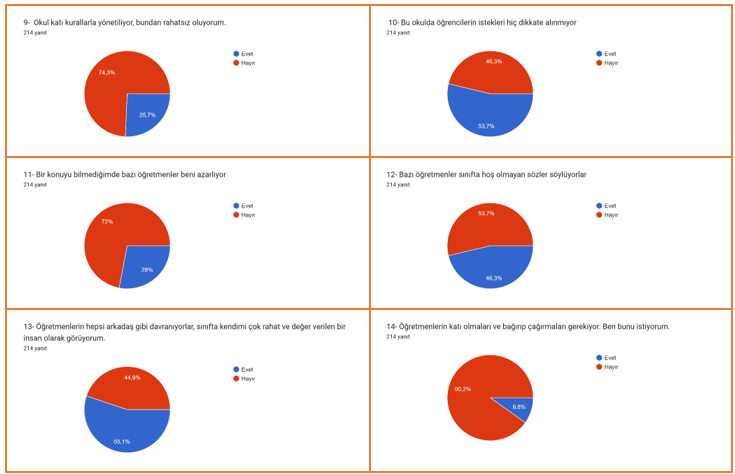 9- Okul katı kurallarla yönetiliyor, bundan rahatsız oluyorum.
214 yanıt
Evet
Hayır
74,3%
25,7%
10- Bu okulda öğrencilerin istekleri hiç dikkate alınmıyor
214 yanıt
Evet
Hayır
46,3%
53,7%
11- Bir konuyu bilmediğimde bazı öğretmenler beni azarlıyor
214 yanıt
Evet
Hayır
72%
28%
12- Bazı öğretmenler sınıfta hoş olmayan sözler söylüyorlar
214 yanıt
Evet
Hayır
53,7%
46,3%
13- Öğretmenlerin hepsi arkadaş gibi davranıyorlar, sınıfta kendimi çok rahat ve değer verilen bir
insan olarak görüyorum.
214 yanıt
Evet
Hayır
44,9%
55,1%
14- Öğretmenlerin katı olmaları ve bağırıp çağırmaları gerekiyor. Ben bunu istiyorum.
214 yanıt
Evet
Hayır
90,2%
9,8%